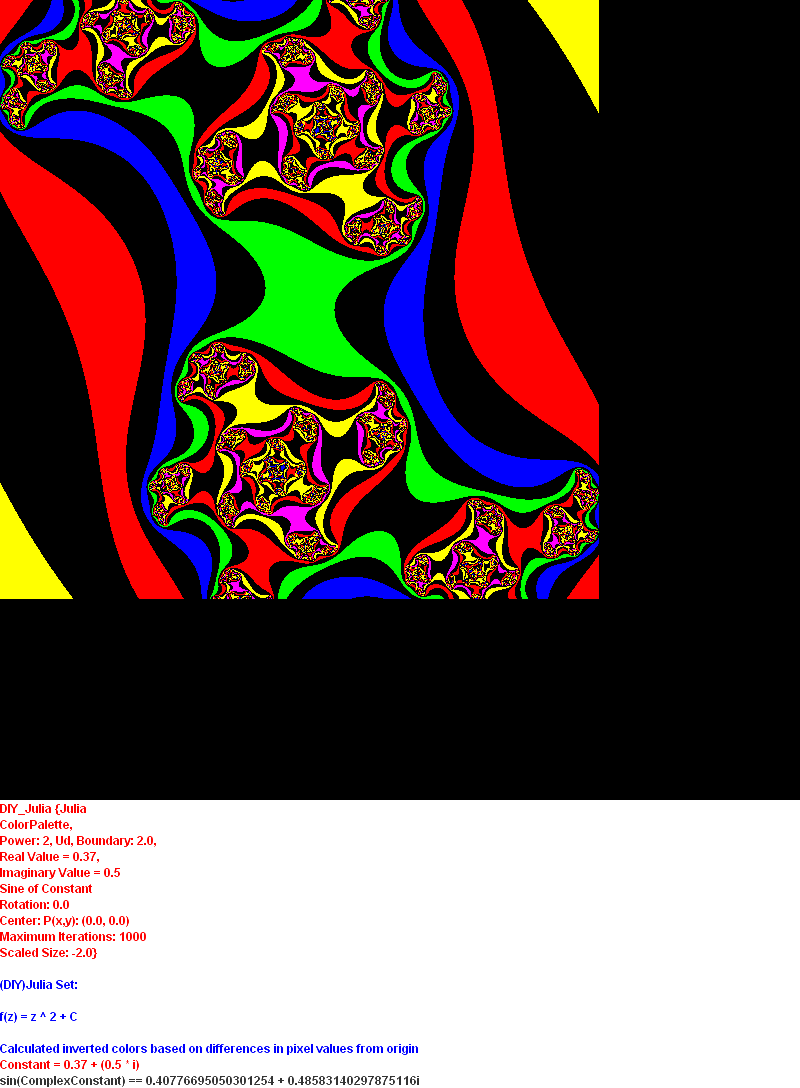 DIY_Julia {Julia
ColorPalette,
Power: 2, Ud, Boundary: 2.0,
Real Value = 0.37,
Imaginary Value = 0.5
Sine of Constant
Rotation: 0.0
Center: P(x,y): (0.0, 0.0)
Maximum Iterations: 1000
Scaled Size: -2.0}
(DIY)Julia Set:
f(z) = z ^ 2 + C
Calculated inverted colors based on differences in pixel values from origin
Constant = 0.37 + (0.5 * i)
sin(ComplexConstant) == 0.40776695050301254 + 0.48583140297875116i